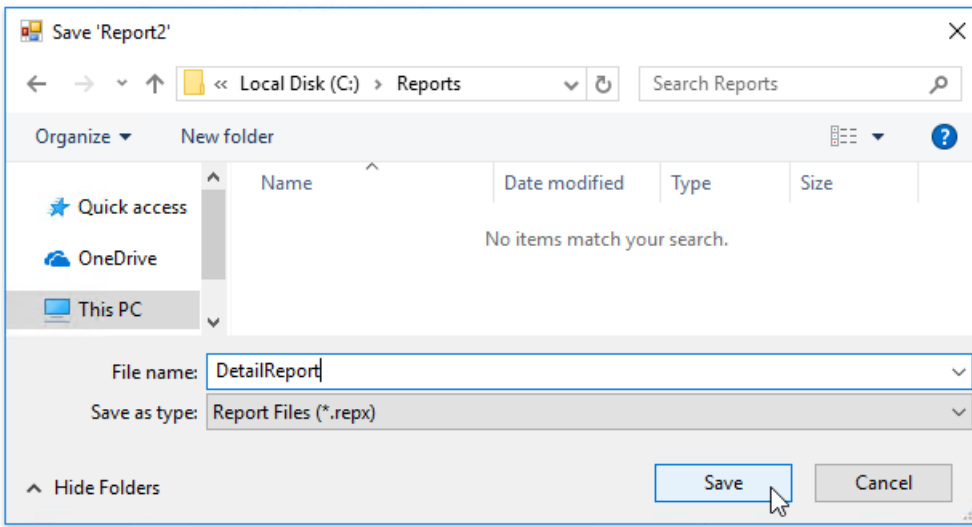 Save 'Report2'
« Local Disk (C:) > Reports
Search Reports
Organize
New folder
?
Name
Date modified
Type
Size
Quick access
OneDrive
This PC
No items match your search.
File name: DetailReport
Save as type: Report Files (*.repx)
Hide Folders
Save
Cancel